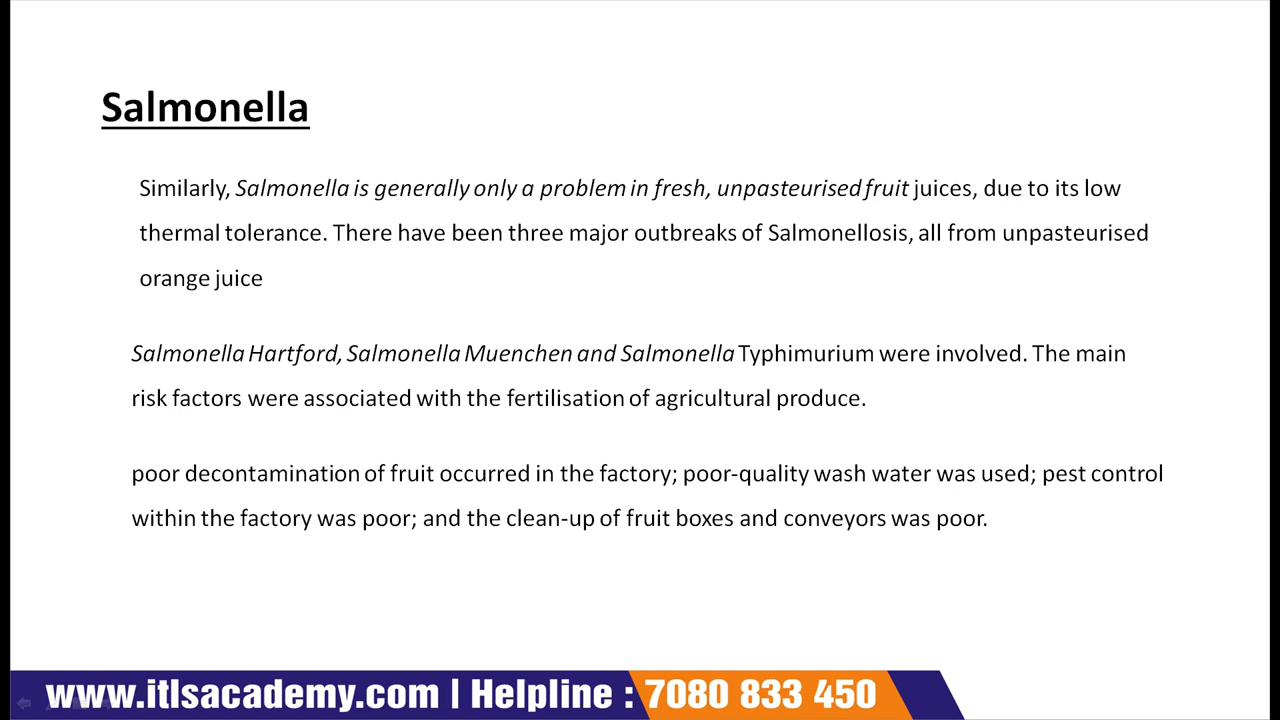 Salmonella
Similarly, Salmonella is generally only a problem in fresh, unpasteurised fruit juices, due to its low
thermal tolerance. There have been three major outbreaks of Salmonellosis, all from unpasteurised
orange juice
Salmonella Hartford, Salmonella Muenchen and Salmonella Typhimurium were involved. The main
risk factors were associated with the fertilisation of agricultural produce.
poor decontamination of fruit occurred in the factory; poor-quality wash water was used; pest control
within the factory was poor; and the clean-up of fruit boxes and conveyors was poor.
www.itlsacademy.com | Helpline : 7080 833 450